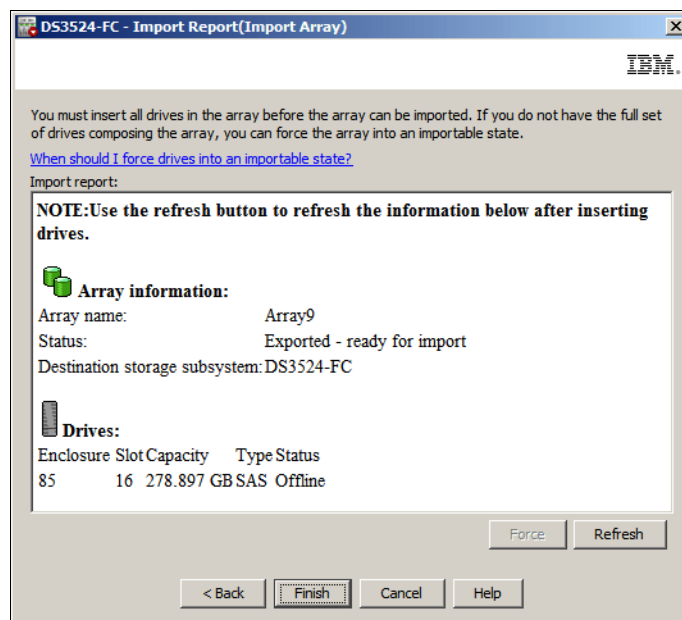 DS3524-FC - Import Report(Import Array)
IBM.
You must insert all drives in the array before the array can be imported. If you do not have the full set
of drives composing the array, you can force the array into an importable state.
When should I force drives into an importable state?
Import report:
NOTE:Use the refresh button to refresh the information below after inserting
drives.
Array information:
Array name: Array9
Status: Exported - ready for import
Destination storage subsystem: DS3524-FC
Drives:
Enclosure Slot Capacity Type Status
85 16 278.897 GB SAS Offline
Force Refresh
< Back Finish Cancel Help